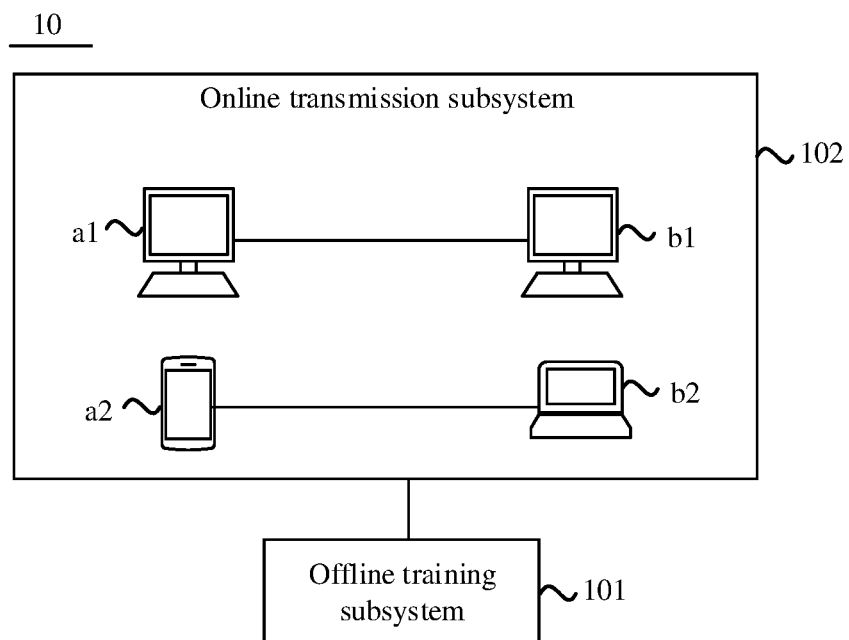 10
Online transmission subsystem
102
a1
b1
a2
b2
Offline training
subsystem
101